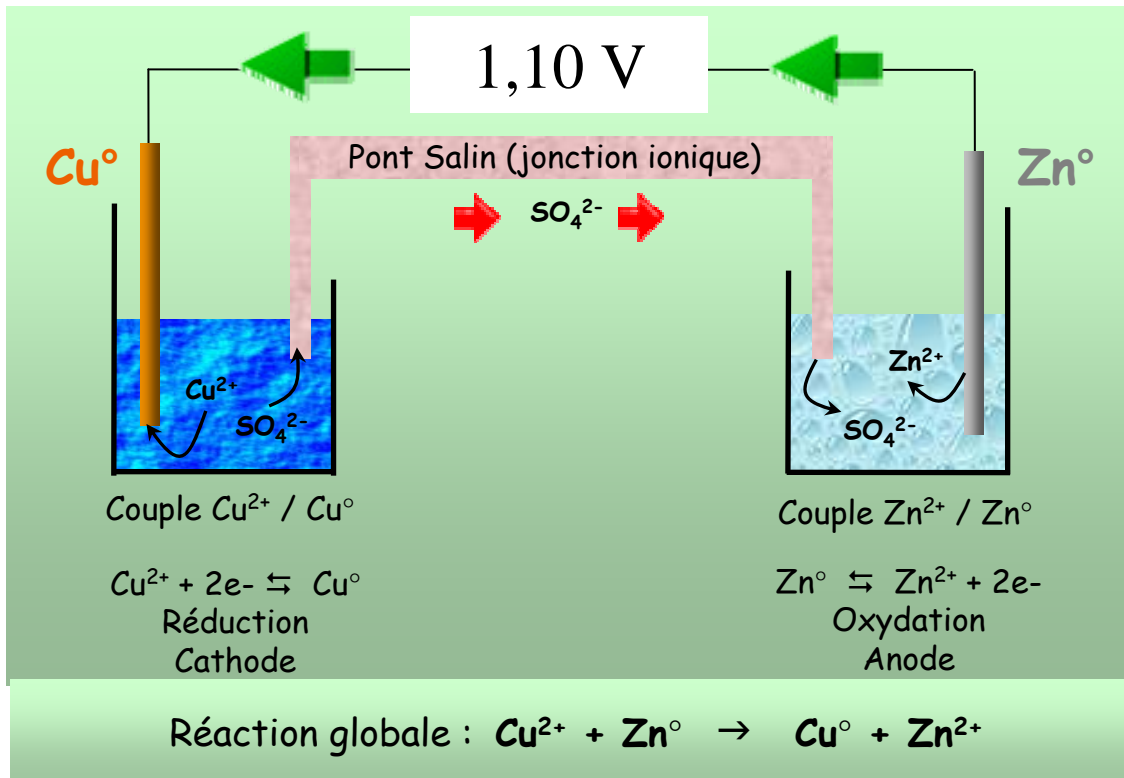 1,10 V
Cu°
Pont Salin (jonction ionique)
Zn°
SO₄²⁻
Cu²⁺
SO₄²⁻
Zn²⁺
SO₄²⁻
Couple Cu²⁺ / Cu°
Cu²⁺ + 2e- ⇆ Cu°
Réduction
Cathode
Couple Zn²⁺ / Zn°
Zn° ⇆ Zn²⁺ + 2e-
Oxydation
Anode
Réaction globale : Cu²⁺ + Zn° → Cu° + Zn²⁺